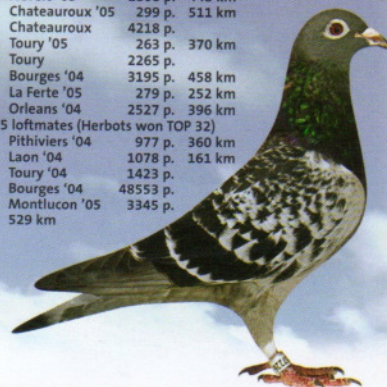 Chateauroux '05 299 p. 511 km
Chateauroux 4218 p.
Toury '05 263 p. 370 km
Toury 2265 p.
Bourges '04 3195 p. 458 km
La Ferte '05 279 p. 252 km
Orleans '04 2527 p. 396 km
5 loftmates (Herbots won TOP 32)
Pithiviers '04 977 p. 360 km
Laon '04 1078 p. 161 km
Toury '04 1423 p.
Bourges '04 48553 p.
Montlucon '05 3345 p.
529 km